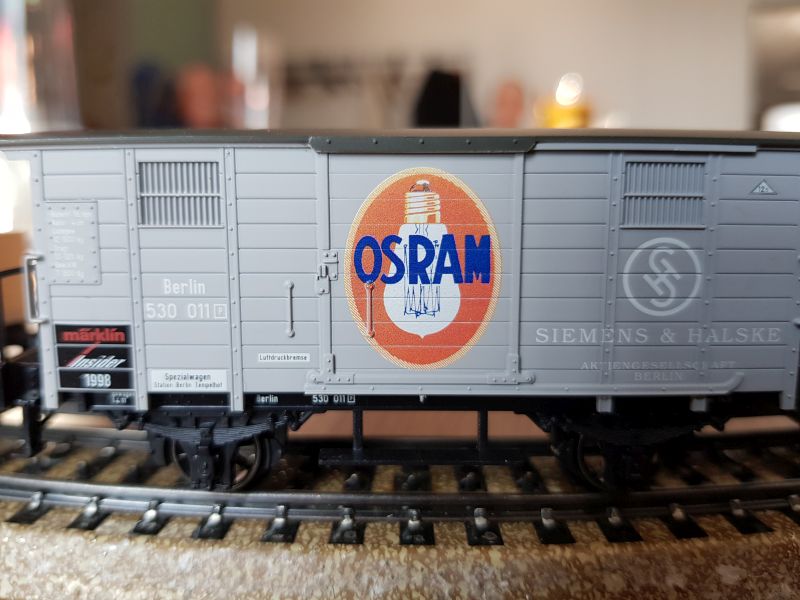 Berlin
530 011 P
märklin
Insider
1998
Spezialwagen
Station Berlin Tempelhof
Luftdruckbremse
OSRAM
SIEMENS & HALSKE
AKTIENGESELLSCHAFT
BERLIN
Berlin 530 011 P